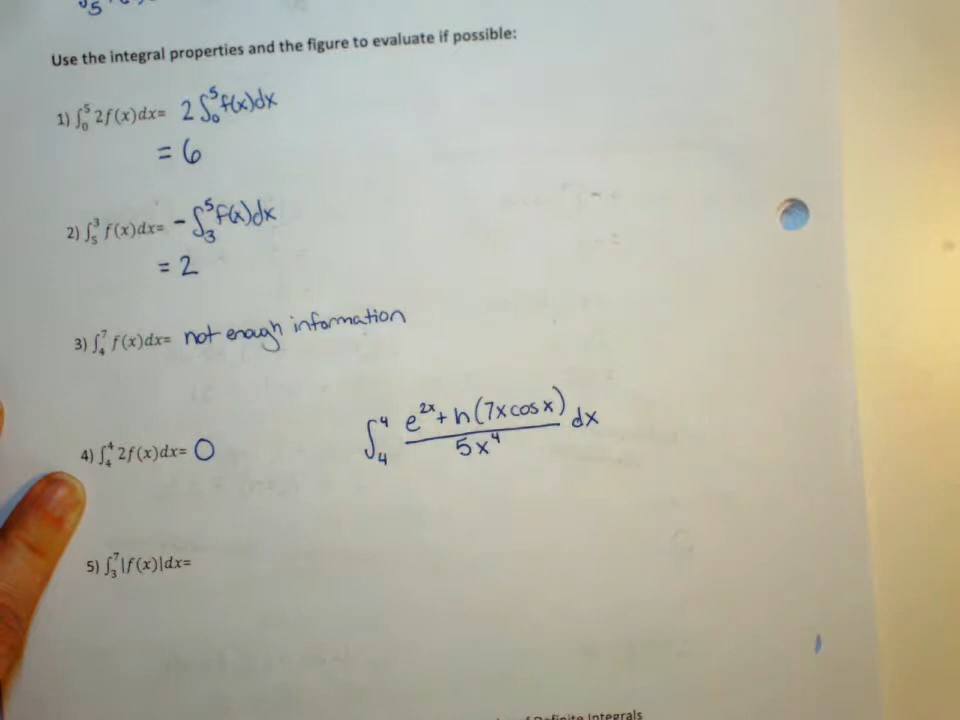 Use the integral properties and the figure to evaluate if possible:
1) ∫₀⁵ 2f(x)dx= 2 ∫₀⁵ f(x)dx
= 6
2) ∫₅³ f(x)dx= - ∫₃⁵ f(x)dx
= 2
3) ∫₄⁷ f(x)dx= not enough information
4) ∫₄⁴ 2f(x)dx= 0
∫₄⁴ (e²ˣ + h(7x cos x))/(5x⁴) dx
5) ∫₃⁷ |f(x)|dx=
of Definite Integrals